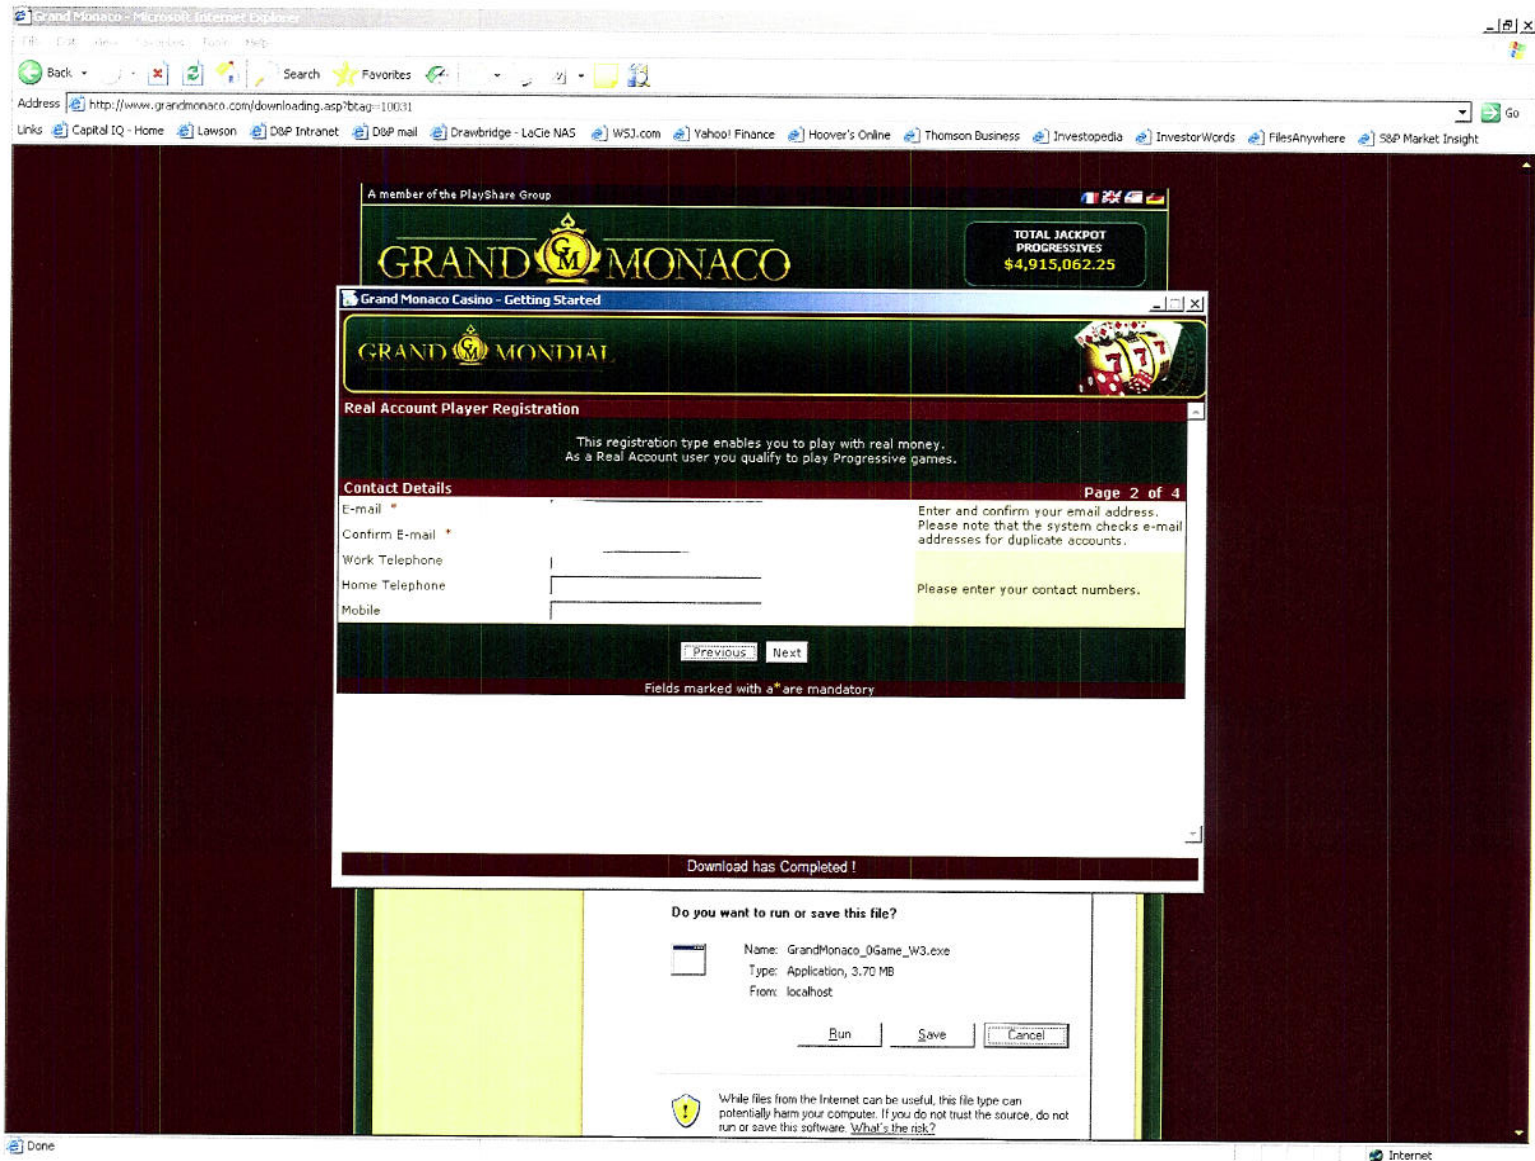 Grand Monaco - Microsoft Internet Explorer
File Edit View Favorites Tools Help
Back Search Favorites
Address http://www.grandmonaco.com/downloading.asp?btag=10031 Go
Links Capital IQ - Home Lawson D&P Intranet D&P mail Drawbridge - LaCie NAS WSJ.com Yahoo! Finance Hoover's Online Thomson Business Investopedia InvestorWords FilesAnywhere S&P Market Insight
A member of the PlayShare Group
GRAND GM MONACO
TOTAL JACKPOT
PROGRESSIVES
$4,915,062.25
Grand Monaco Casino - Getting Started
GRAND GM MONDIAL
777
Real Account Player Registration
This registration type enables you to play with real money.
As a Real Account user you qualify to play Progressive games.
Contact Details Page 2 of 4
E-mail *
Enter and confirm your email address.
Please note that the system checks e-mail
addresses for duplicate accounts.
Confirm E-mail *
Work Telephone
Home Telephone
Please enter your contact numbers.
Mobile
Previous Next
Fields marked with a*are mandatory
Download has Completed !
Do you want to run or save this file?
Name: GrandMonaco_0Game_W3.exe
Type: Application, 3.70 MB
From: localhost
Run Save Cancel
While files from the Internet can be useful, this file type can
potentially harm your computer. If you do not trust the source, do not
run or save this software. What's the risk?
Done Internet